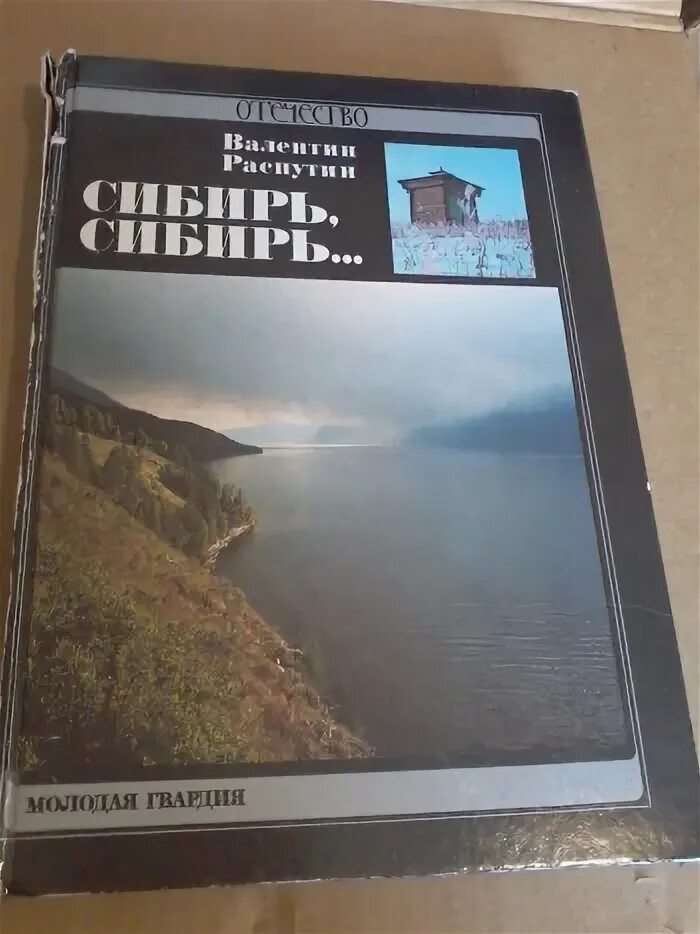 ОТЕЧЕСТВО
Валентин
Распутин
СИБИРЬ,
СИБИРЬ...
МОЛОДАЯ ГВАРДИЯ